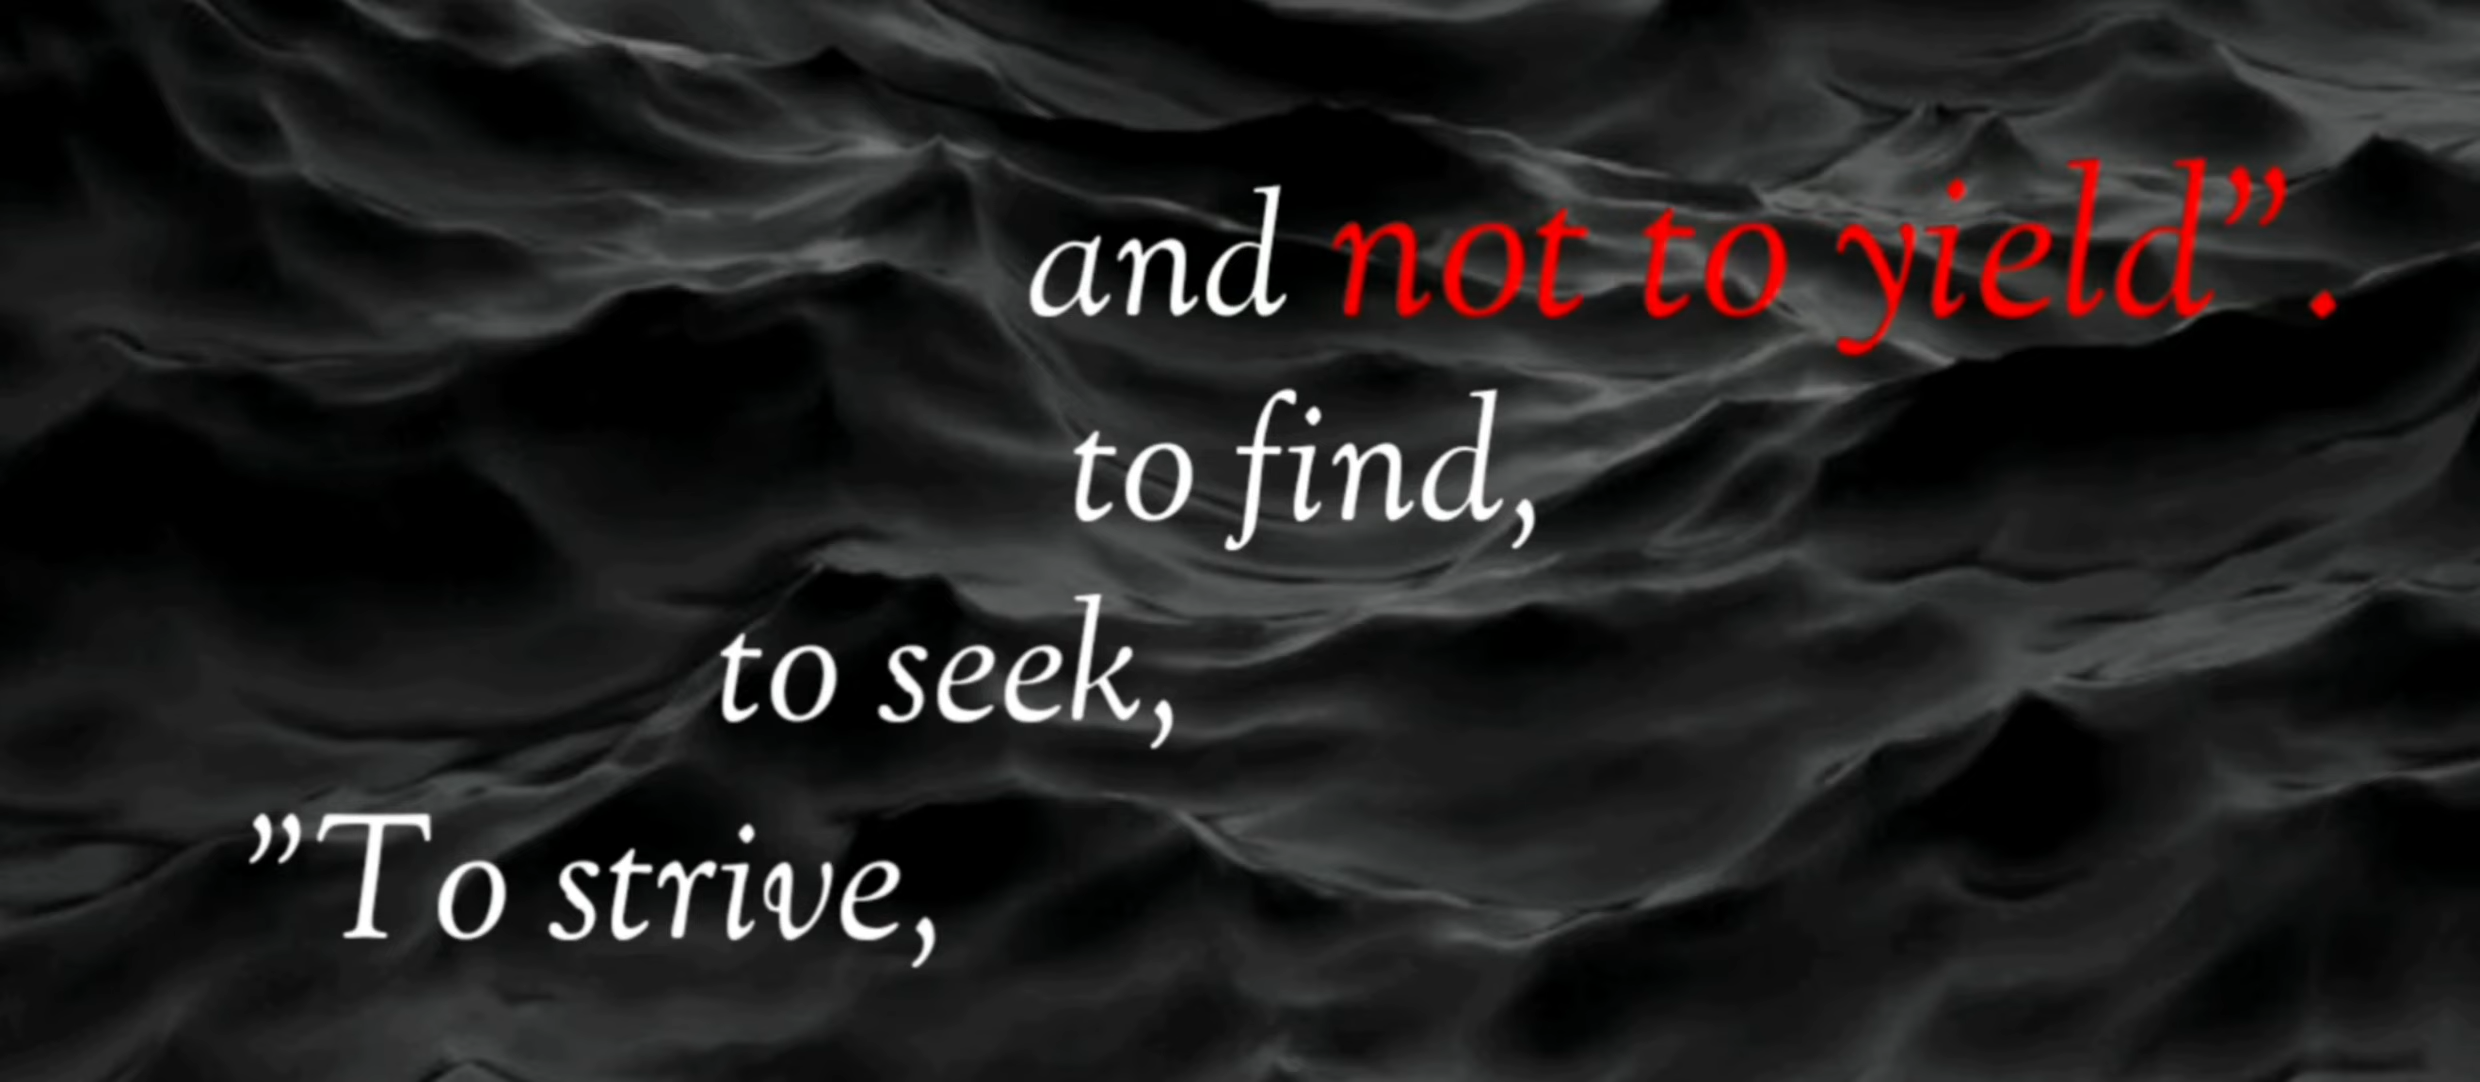 and not to yield”.
to find,
to seek,
”To strive,